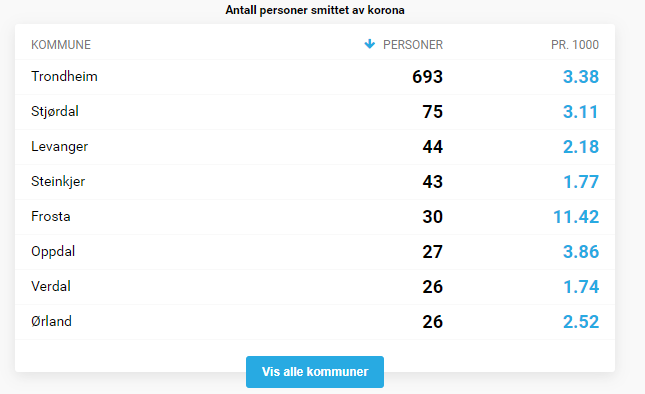 Antall personer smittet av korona
KOMMUNE PERSONER PR. 1000
Trondheim 693 3.38
Stjørdal 75 3.11
Levanger 44 2.18
Steinkjer 43 1.77
Frosta 30 11.42
Oppdal 27 3.86
Verdal 26 1.74
Ørland 26 2.52
Vis alle kommuner